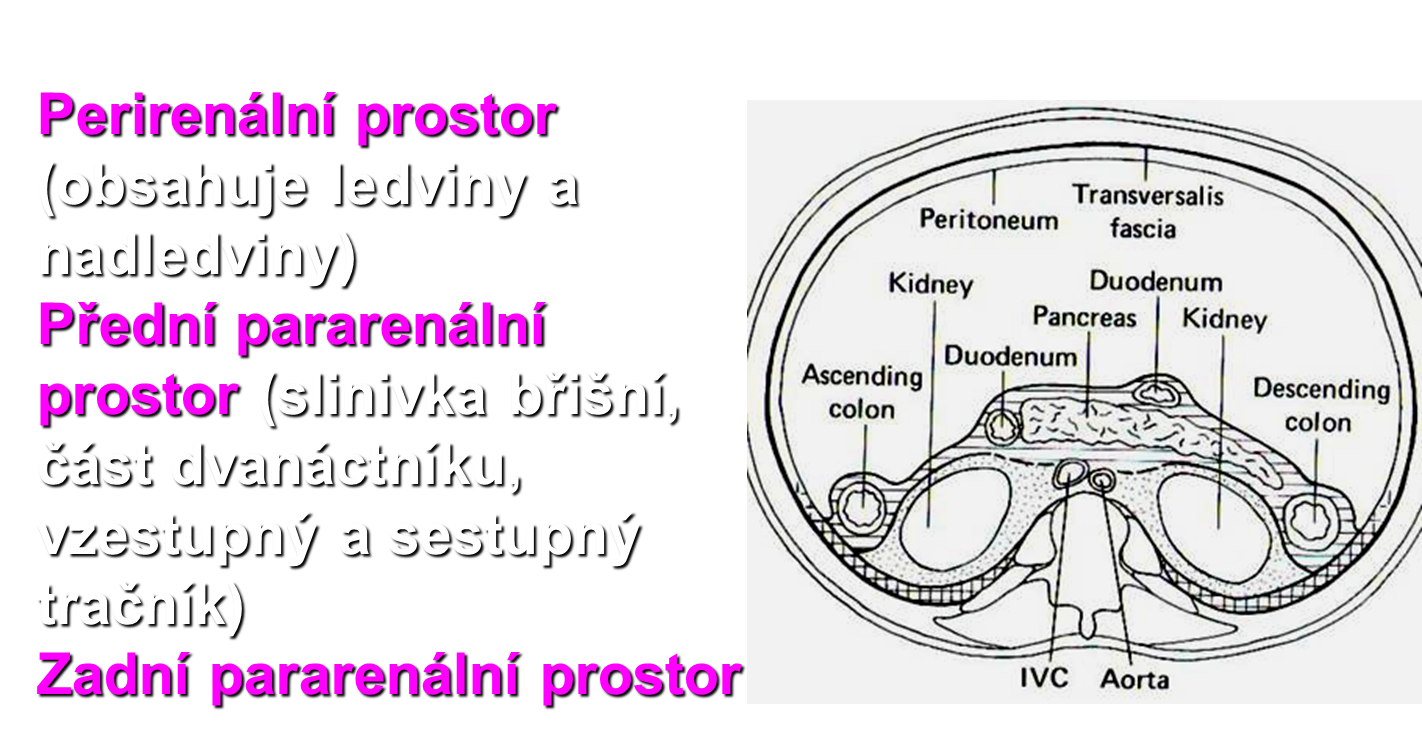 Perirenální prostor
(obsahuje ledviny a
nadledviny)
Přední pararenální
prostor (slinivka břišní,
část dvanáctníku,
vzestupný a sestupný
tračník)
Zadní pararenální prostor
Peritoneum
Transversalis
fascia
Kidney
Duodenum
Pancreas
Kidney
Duodenum
Ascending
colon
Descending
colon
IVC
Aorta